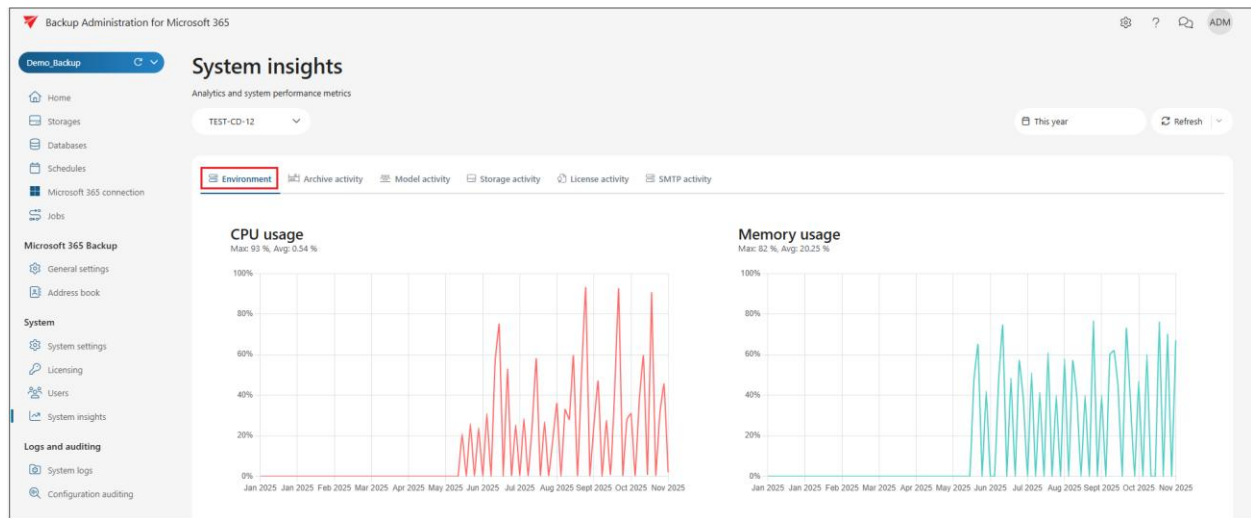 Backup Administration for Microsoft 365
?
ADM
Demo_Backup
Home
Storages
Databases
Schedules
Microsoft 365 connection
Jobs
Microsoft 365 Backup
General settings
Address book
System
System settings
Licensing
Users
System insights
Logs and auditing
System logs
Configuration auditing
System insights
Analytics and system performance metrics
TEST-CD-12
This year
Refresh
Environment Archive activity Model activity Storage activity License activity SMTP activity
CPU usage
Max: 93 %, Avg: 0.54 %
100%
80%
60%
40%
20%
0%
Jan 2025 Jan 2025 Feb 2025 Mar 2025 Apr 2025 May 2025 Jun 2025 Jul 2025 Aug 2025 Sept 2025 Oct 2025 Nov 2025
Memory usage
Max: 82 %, Avg: 20.25 %
100%
80%
60%
40%
20%
0%
Jan 2025 Jan 2025 Feb 2025 Mar 2025 Apr 2025 May 2025 Jun 2025 Jul 2025 Aug 2025 Sept 2025 Oct 2025 Nov 2025